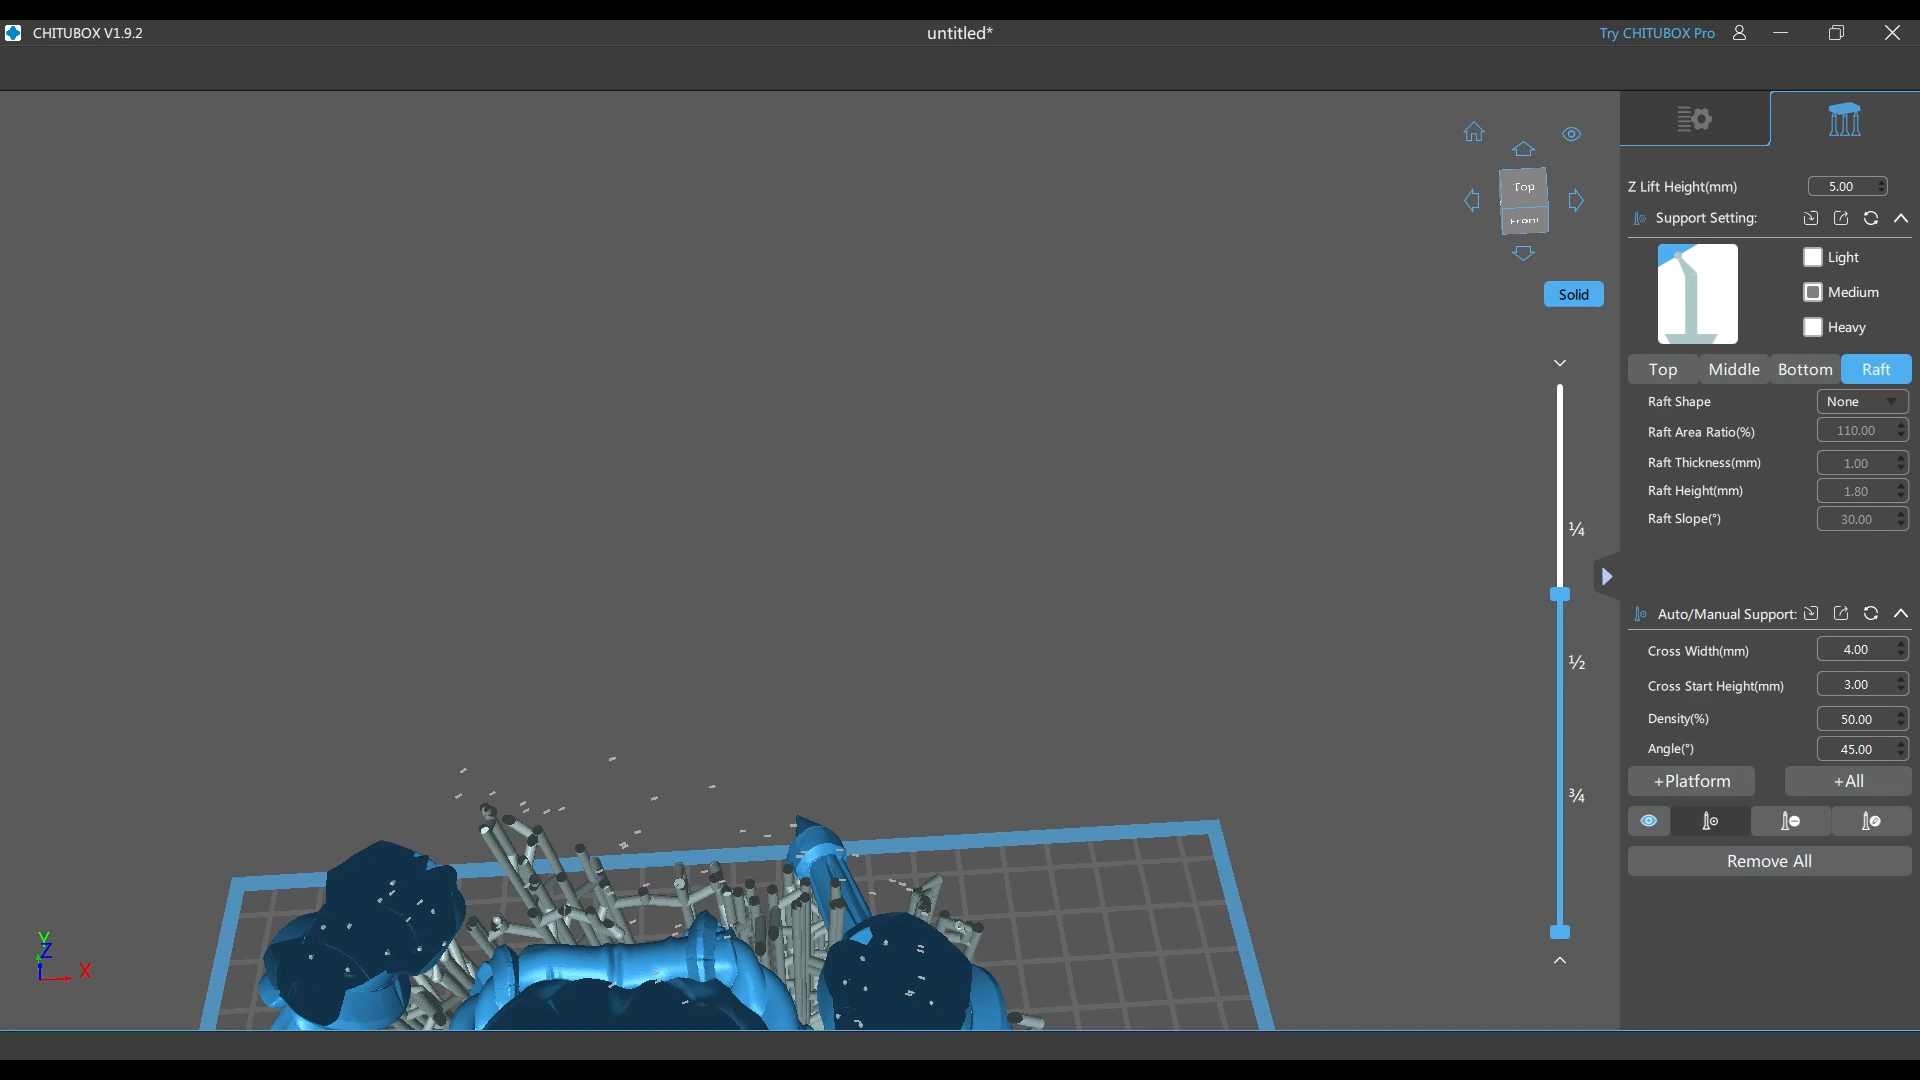 CHITUBOX V1.9.2
untitled*
Try CHITUBOX Pro
Top
Front
Solid
¼
½
¾
Y
Z
X
Z Lift Height(mm) 5.00
Support Setting:
Light
Medium
Heavy
Top Middle Bottom Raft
Raft Shape None
Raft Area Ratio(%) 110.00
Raft Thickness(mm) 1.00
Raft Height(mm) 1.80
Raft Slope(°) 30.00
Auto/Manual Support:
Cross Width(mm) 4.00
Cross Start Height(mm) 3.00
Density(%) 50.00
Angle(°) 45.00
+Platform +All
Remove All